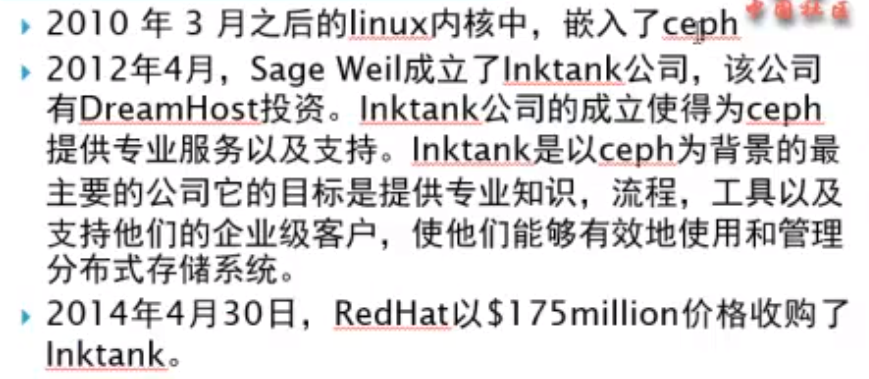 2010 年 3 月之后的linux内核中，嵌入了ceph
中国社区
2012年4月，Sage Weil成立了Inktank公司，该公司
有DreamHost投资。Inktank公司的成立使得为ceph
提供专业服务以及支持。Inktank是以ceph为背景的最
主要的公司它的目标是提供专业知识，流程，工具以及
支持他们的企业级客户，使他们能够有效地使用和管理
分布式存储系统。
2014年4月30日，RedHat以$175million价格收购了
Inktank。